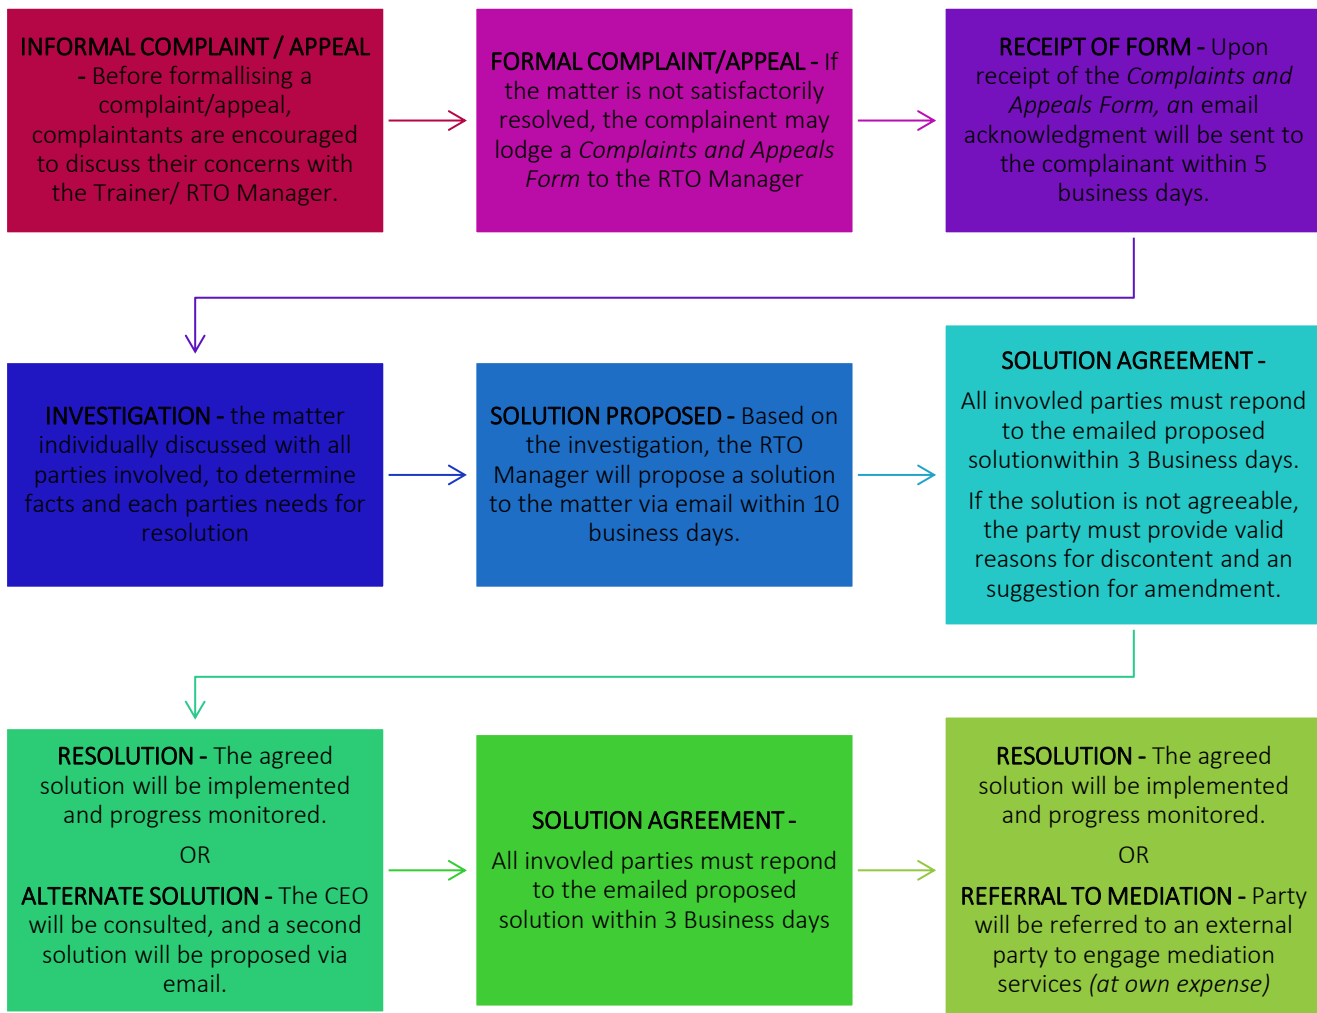 INFORMAL COMPLAINT / APPEAL
- Before formallising a
complaint/appeal,
complaintants are encouraged
to discuss their concerns with
the Trainer/ RTO Manager.
FORMAL COMPLAINT/APPEAL - If
the matter is not satisfactorily
resolved, the complainent may
lodge a Complaints and Appeals
Form to the RTO Manager
RECEIPT OF FORM - Upon
receipt of the Complaints and
Appeals Form, an email
acknowledgment will be sent to
the complainant within 5
business days.
INVESTIGATION - the matter
individually discussed with all
parties involved, to determine
facts and each parties needs for
resolution
SOLUTION PROPOSED - Based on
the investigation, the RTO
Manager will propose a solution
to the matter via email within 10
business days.
SOLUTION AGREEMENT -
All invovled parties must repond
to the emailed proposed
solutionwithin 3 Business days.
If the solution is not agreeable,
the party must provide valid
reasons for discontent and an
suggestion for amendment.
RESOLUTION - The agreed
solution will be implemented
and progress monitored.
OR
ALTERNATE SOLUTION - The CEO
will be consulted, and a second
solution will be proposed via
email.
SOLUTION AGREEMENT -
All invovled parties must repond
to the emailed proposed
solution within 3 Business days
RESOLUTION - The agreed
solution will be implemented
and progress monitored.
OR
REFERRAL TO MEDIATION - Party
will be referred to an external
party to engage mediation
services (at own expense)